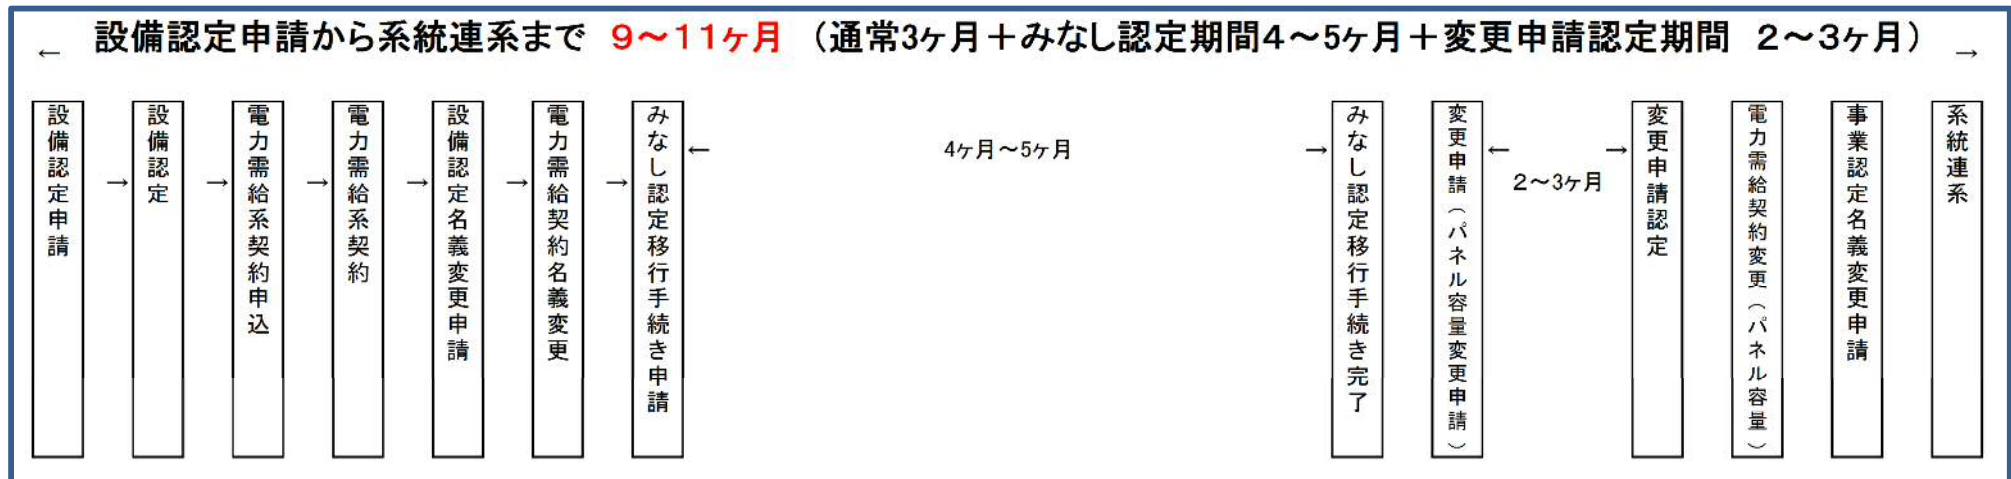 ← 設備認定申請から系統連系まで 9～11ヶ月 （通常3ヶ月＋みなし認定期間4～5ヶ月＋変更申請認定期間 2～3ヶ月） →
設備認定申請
→
設備認定
→
電力需給系契約申込
→
電力需給系契約
→
設備認定名義変更申請
→
電力需給契約名義変更
→
みなし認定移行手続き申請
← 4ヶ月～5ヶ月 →
みなし認定移行手続き完了
変更申請（パネル容量変更申請）
← 2～3ヶ月 →
変更申請認定
電力需給契約変更（パネル容量）
事業認定名義変更申請
系統連系